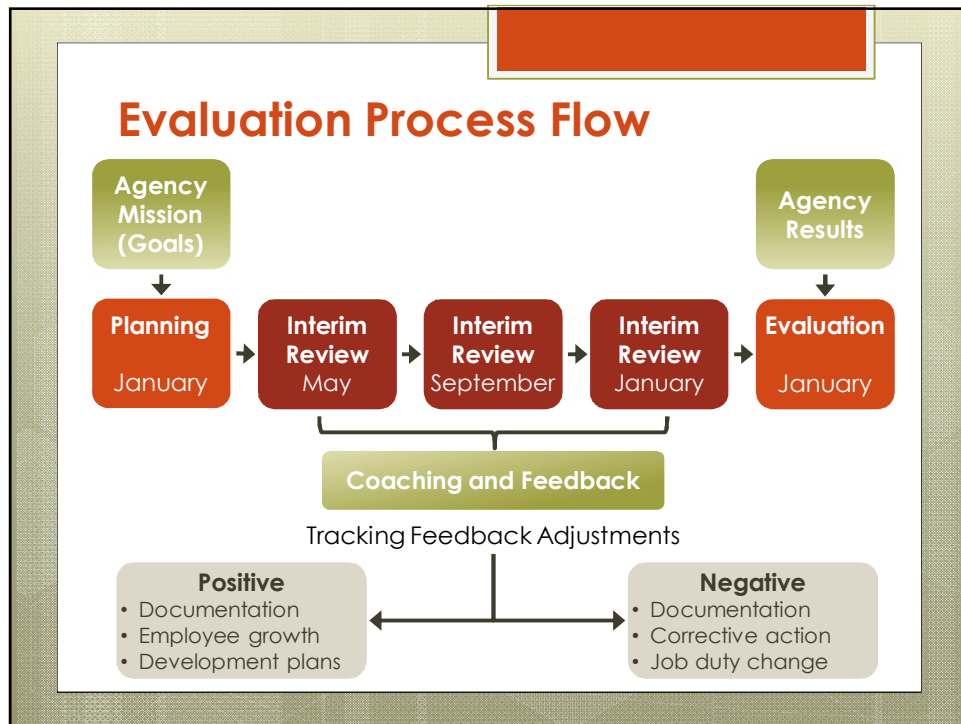 Evaluation Process Flow
Agency
Mission
(Goals)
Agency
Results
Planning
January
Interim
Review
May
Interim
Review
September
Interim
Review
January
Evaluation
January
Coaching and Feedback
Tracking Feedback Adjustments
Positive
• Documentation
• Employee growth
• Development plans
Negative
• Documentation
• Corrective action
• Job duty change